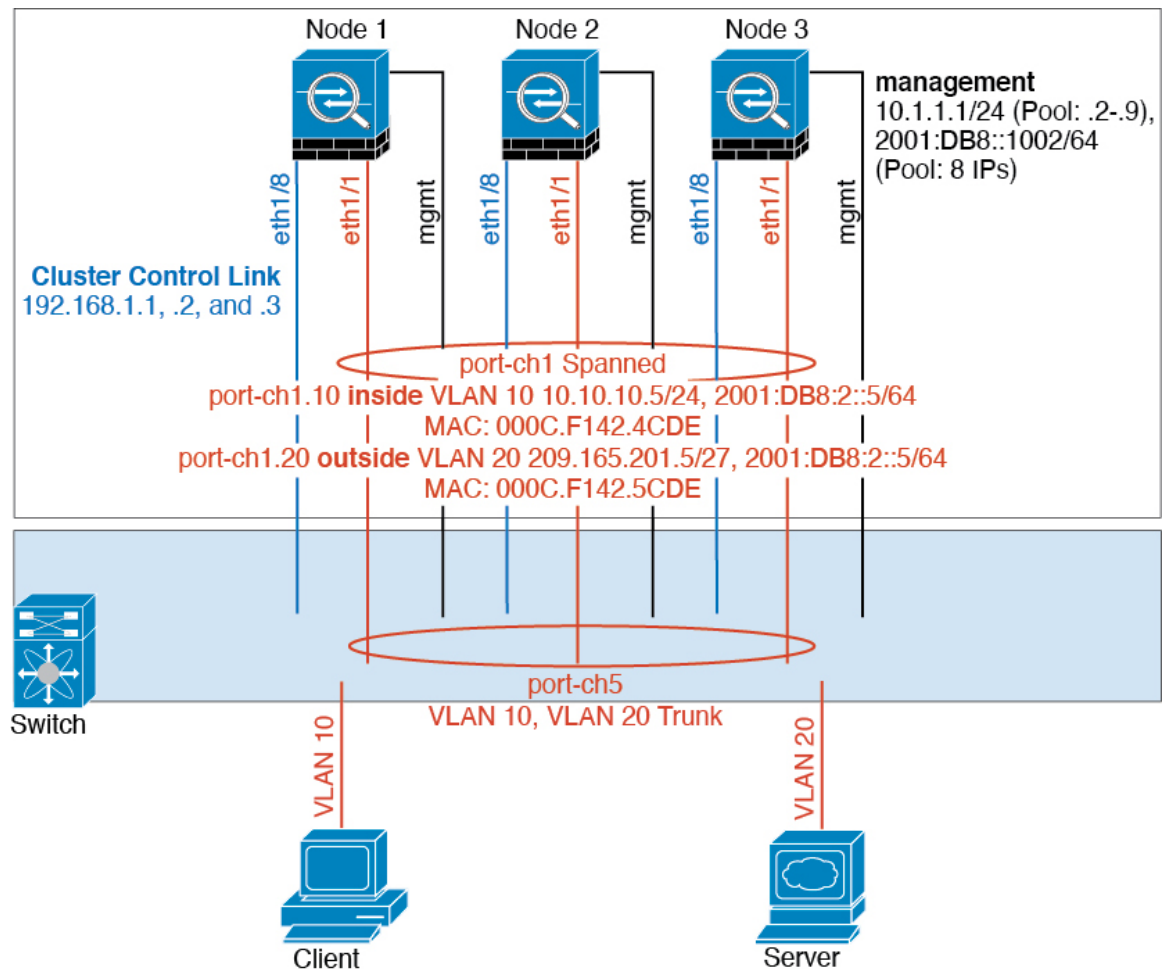 Node 1
Node 2
Node 3
management
10.1.1.1/24 (Pool: .2-.9),
2001:DB8::1002/64
(Pool: 8 IPs)
eth1/8
eth1/1
mgmt
eth1/8
eth1/1
mgmt
eth1/8
eth1/1
mgmt
Cluster Control Link
192.168.1.1, .2, and .3
port-ch1 Spanned
port-ch1.10 inside VLAN 10 10.10.10.5/24, 2001:DB8:2::5/64
MAC: 000C.F142.4CDE
port-ch1.20 outside VLAN 20 209.165.201.5/27, 2001:DB8:2::5/64
MAC: 000C.F142.5CDE
Switch
port-ch5
VLAN 10, VLAN 20 Trunk
VLAN 10
VLAN 20
Client
Server